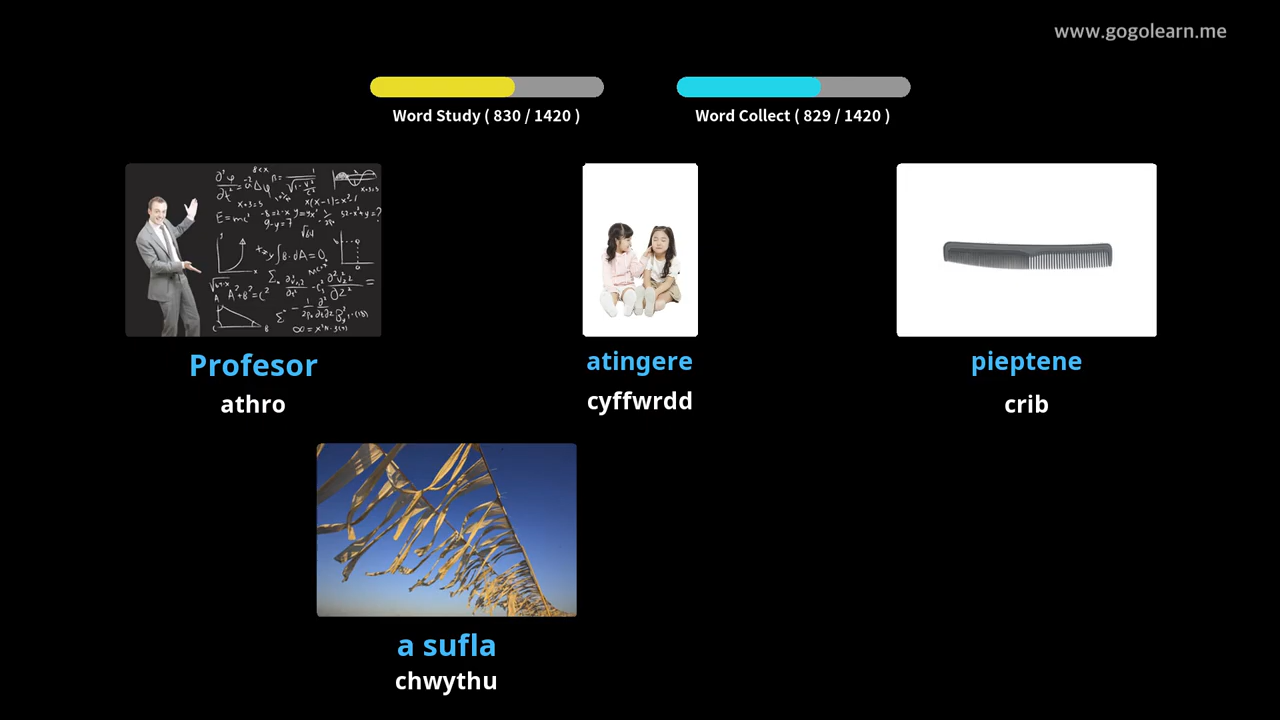 www.gogolearn.me
Word Study ( 830 / 1420 )
Word Collect ( 829 / 1420 )
Profesor
athro
atingere
cyffwrdd
pieptene
crib
a sufla
chwythu